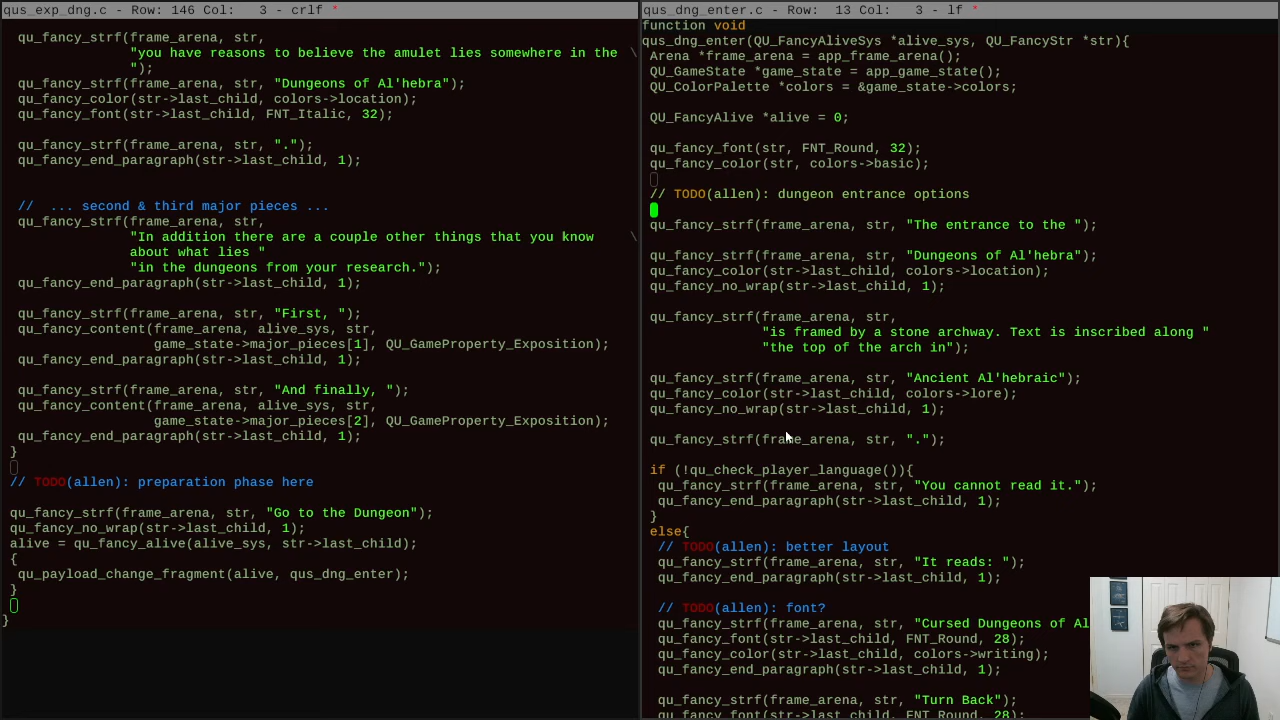 qus_exp_dng.c - Row: 146 Col:   3 - crlf *
qu_fancy_strf(frame_arena, str,
"you have reasons to believe the amulet lies somewhere in the \
");
qu_fancy_strf(frame_arena, str, "Dungeons of Al'hebra");
qu_fancy_color(str->last_child, colors->location);
qu_fancy_font(str->last_child, FNT_Italic, 32);
qu_fancy_strf(frame_arena, str, ".");
qu_fancy_end_paragraph(str->last_child, 1);
//  ... second & third major pieces ...
qu_fancy_strf(frame_arena, str,
"In addition there are a couple other things that you know \
about what lies "
"in the dungeons from your research.");
qu_fancy_end_paragraph(str->last_child, 1);
qu_fancy_strf(frame_arena, str, "First, ");
qu_fancy_content(frame_arena, alive_sys, str,
game_state->major_pieces[1], QU_GameProperty_Exposition);
qu_fancy_end_paragraph(str->last_child, 1);
qu_fancy_strf(frame_arena, str, "And finally, ");
qu_fancy_content(frame_arena, alive_sys, str,
game_state->major_pieces[2], QU_GameProperty_Exposition);
qu_fancy_end_paragraph(str->last_child, 1);
}
// TODO(allen): preparation phase here
qu_fancy_strf(frame_arena, str, "Go to the Dungeon");
qu_fancy_no_wrap(str->last_child, 1);
alive = qu_fancy_alive(alive_sys, str->last_child);
{
qu_payload_change_fragment(alive, qus_dng_enter);
}
}
qus_dng_enter.c - Row:  13 Col:   3 - lf *
function void
qus_dng_enter(QU_FancyAliveSys *alive_sys, QU_FancyStr *str){
Arena *frame_arena = app_frame_arena();
QU_GameState *game_state = app_game_state();
QU_ColorPalette *colors = &game_state->colors;
QU_FancyAlive *alive = 0;
qu_fancy_font(str, FNT_Round, 32);
qu_fancy_color(str, colors->basic);
// TODO(allen): dungeon entrance options
qu_fancy_strf(frame_arena, str, "The entrance to the ");
qu_fancy_strf(frame_arena, str, "Dungeons of Al'hebra");
qu_fancy_color(str->last_child, colors->location);
qu_fancy_no_wrap(str->last_child, 1);
qu_fancy_strf(frame_arena, str,
"is framed by a stone archway. Text is inscribed along "
"the top of the arch in");
qu_fancy_strf(frame_arena, str, "Ancient Al'hebraic");
qu_fancy_color(str->last_child, colors->lore);
qu_fancy_no_wrap(str->last_child, 1);
qu_fancy_strf(frame_arena, str, ".");
if (!qu_check_player_language()){
qu_fancy_strf(frame_arena, str, "You cannot read it.");
qu_fancy_end_paragraph(str->last_child, 1);
}
else{
// TODO(allen): better layout
qu_fancy_strf(frame_arena, str, "It reads: ");
qu_fancy_end_paragraph(str->last_child, 1);
// TODO(allen): font?
qu_fancy_strf(frame_arena, str, "Cursed Dungeons of Al
qu_fancy_font(str->last_child, FNT_Round, 28);
qu_fancy_color(str->last_child, colors->writing);
qu_fancy_end_paragraph(str->last_child, 1);
qu_fancy_strf(frame_arena, str, "Turn Back");
qu_fancy_font(str->last_child, FNT_Round, 28);